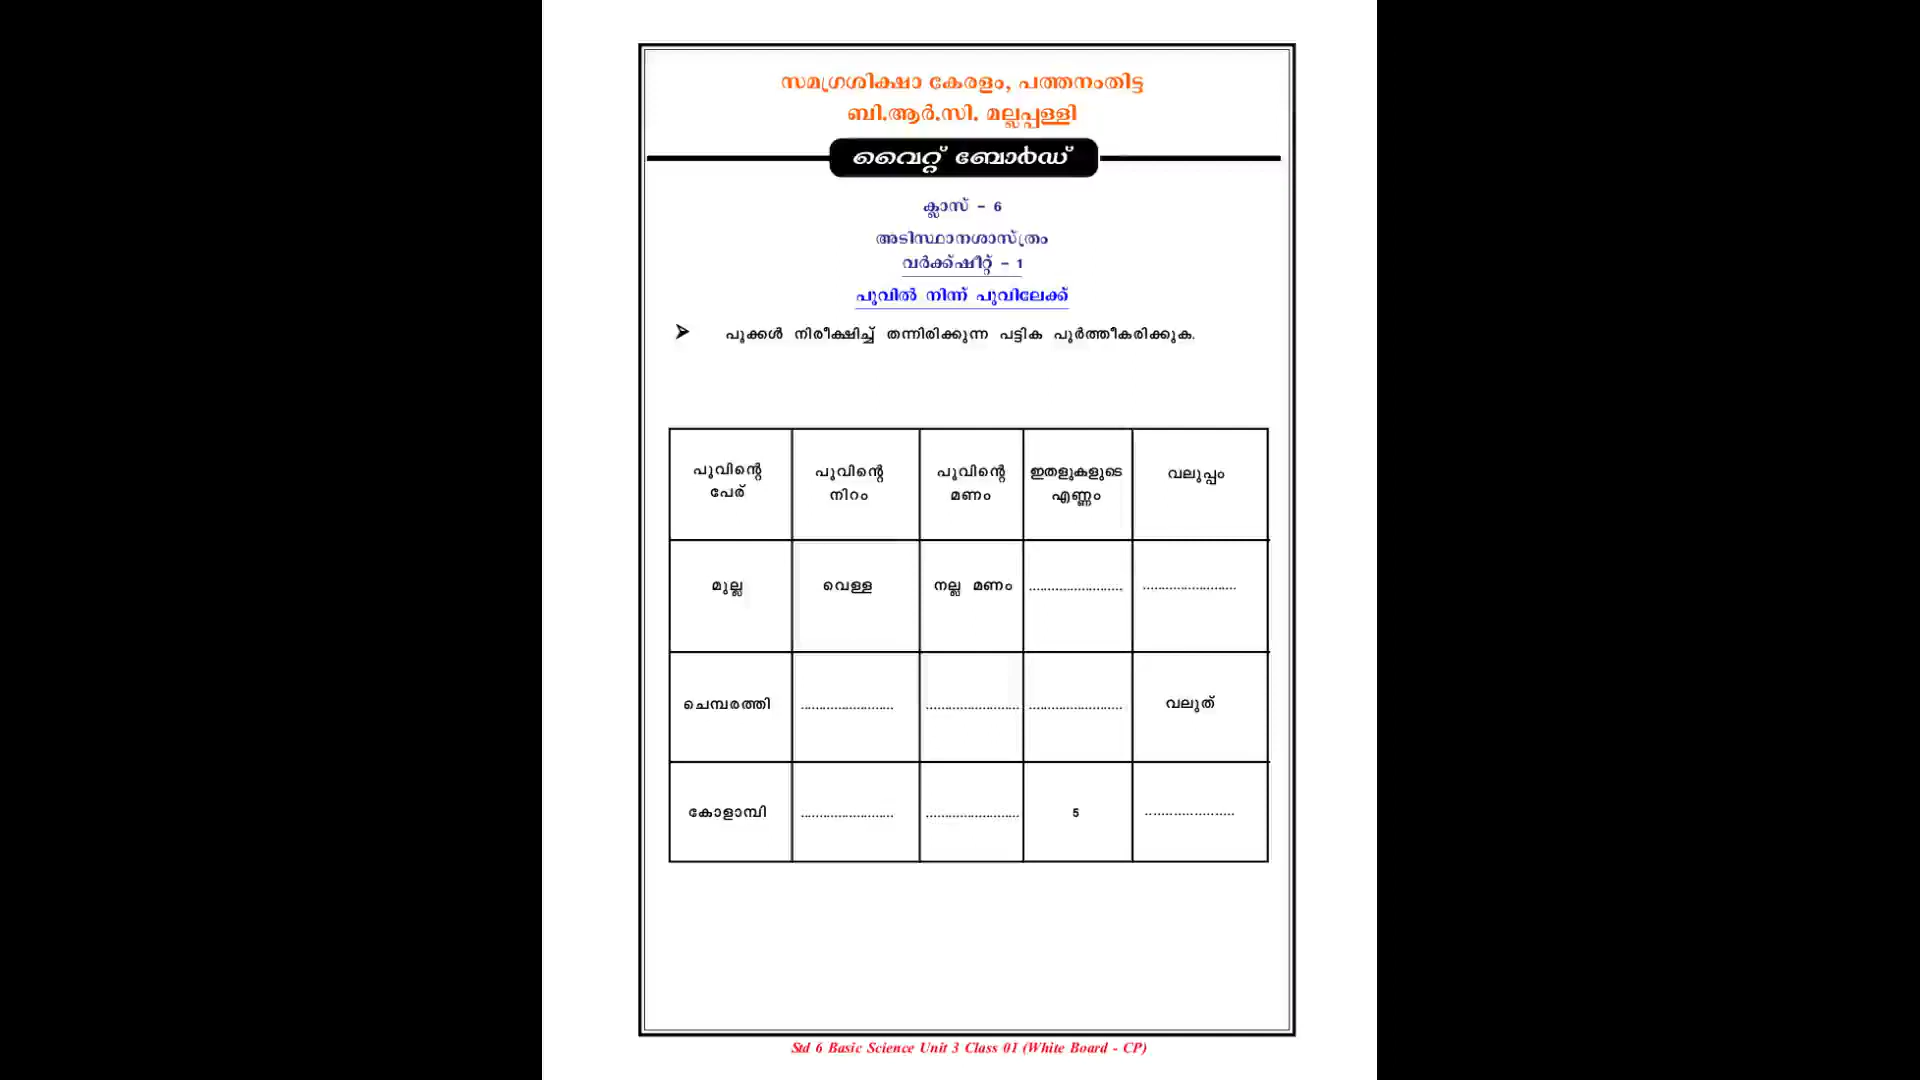 സമഗ്രശിക്ഷാ കേരളം, പത്തനംതിട്ട
ബി.ആർ.സി. മല്ലപ്പള്ളി
വൈറ്റ് ബോർഡ്
ക്ലാസ് - 6
അടിസ്ഥാനശാസ്ത്രം
വർക്ക്ഷീറ്റ് - 1
പൂവിൽ നിന്ന് പൂവിലേക്ക്
➤ പൂക്കൾ നിരീക്ഷിച്ച് തന്നിരിക്കുന്ന പട്ടിക പൂർത്തീകരിക്കുക.
പൂവിന്റെ പേര്
പൂവിന്റെ നിറം
പൂവിന്റെ മണം
ഇതളുകളുടെ എണ്ണം
വലുപ്പം
മുല്ല വെള്ള നല്ല മണം ........................ ........................
ചെമ്പരത്തി ........................ ........................ ........................ വലുത്
കോളാമ്പി ........................ ........................ 5 ........................
Std 6 Basic Science Unit 3 Class 01 (White Board - CP)